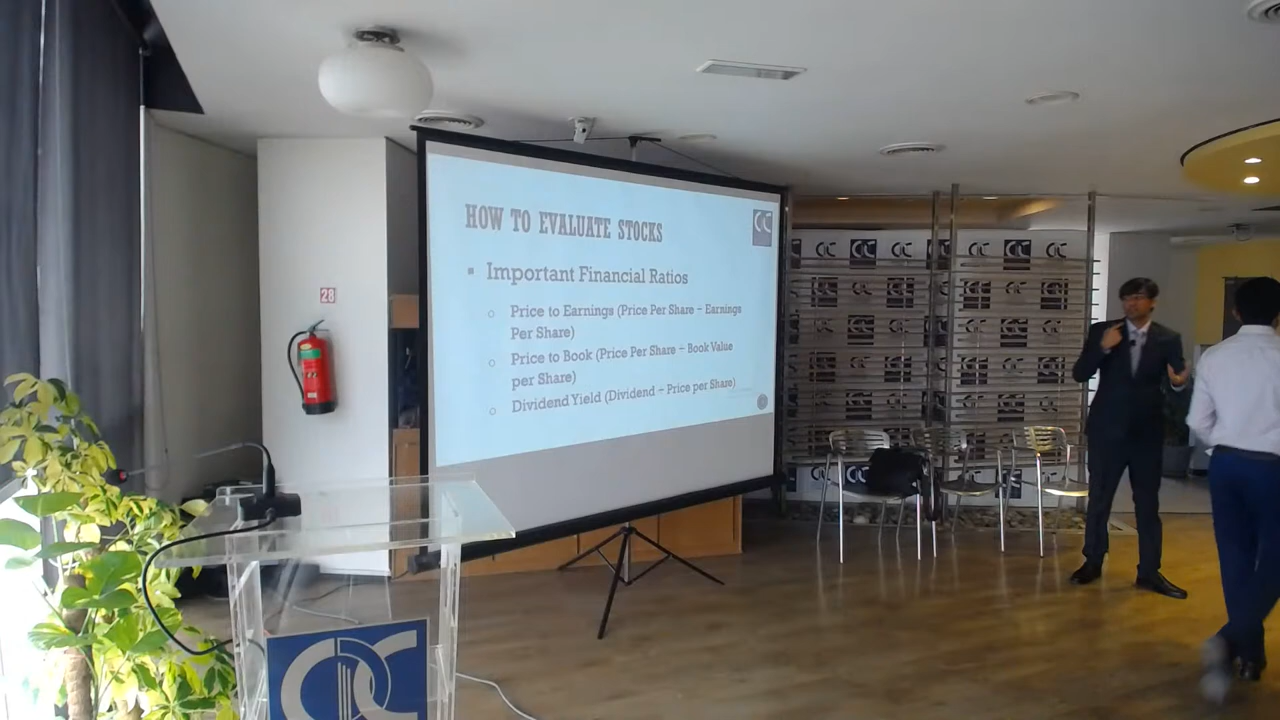 28
HOW TO EVALUATE STOCKS
Important Financial Ratios
Price to Earnings (Price Per Share ÷ Earnings
Per Share)
Price to Book (Price Per Share ÷ Book Value
per Share)
Dividend Yield (Dividend ÷ Price per Share)